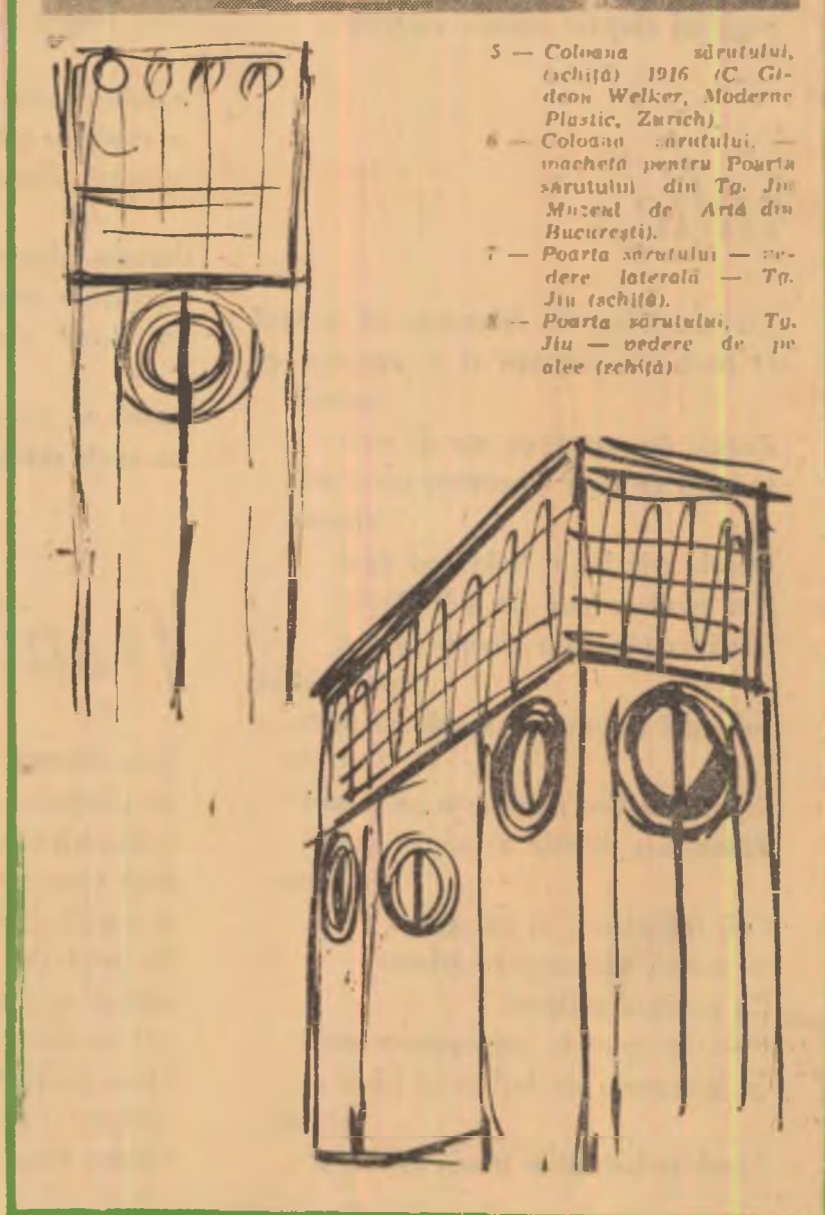 5 — Coloana sărutului,
(schiță) 1916 (C. Gi-
deon Welker, Moderne
Plastic, Zurich)
6 — Coloana sărutului, —
machetă pentru Poarta
sărutului din Tg. Jiu
Muzeul de Artă din
București).
7 — Poarta sărutului — ve-
dere laterală — Tg.
Jiu (schiță).
8 — Poarta sărutului, Tg.
Jiu — vedere de pe
alee (schiță)